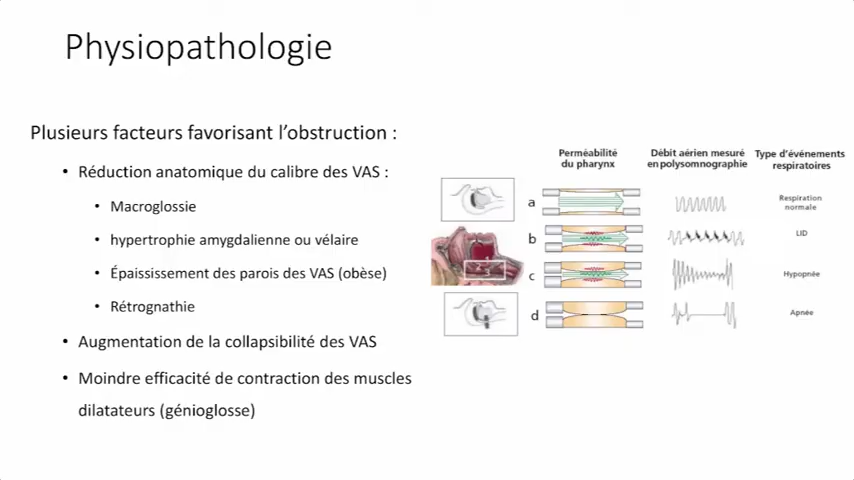 Physiopathologie
Plusieurs facteurs favorisant l’obstruction :
• Réduction anatomique du calibre des VAS :
• Macroglossie
• hypertrophie amygdalienne ou vélaire
• Épaississement des parois des VAS (obèse)
• Rétrognathie
• Augmentation de la collapsibilité des VAS
• Moindre efficacité de contraction des muscles
dilatateurs (génioglosse)
Perméabilité
du pharynx
Débit aérien mesuré
en polysomnographie
Type d’événements
respiratoires
a
Respiration
normale
b
LID
c
Hypopnée
d
Apnée